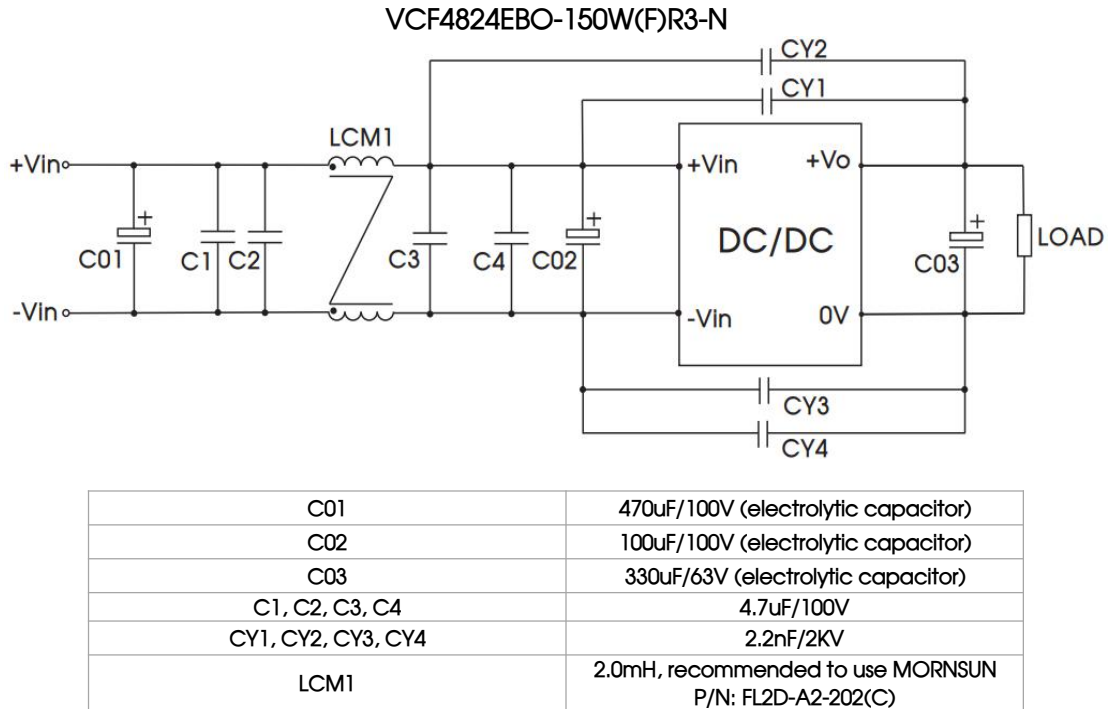 VCF4824EBO-150W(F)R3-N
CY2
CY1
LCM1
+Vin
+Vin
+Vo
+
+
+
C01
C1
C2
C3
C4
C02
DC/DC
C03
LOAD
-Vin
-Vin
0V
CY3
CY4
C01 470uF/100V (electrolytic capacitor)
C02 100uF/100V (electrolytic capacitor)
C03 330uF/63V (electrolytic capacitor)
C1, C2, C3, C4 4.7uF/100V
CY1, CY2, CY3, CY4 2.2nF/2KV
LCM1 2.0mH, recommended to use MORNSUN
P/N: FL2D-A2-202(C)